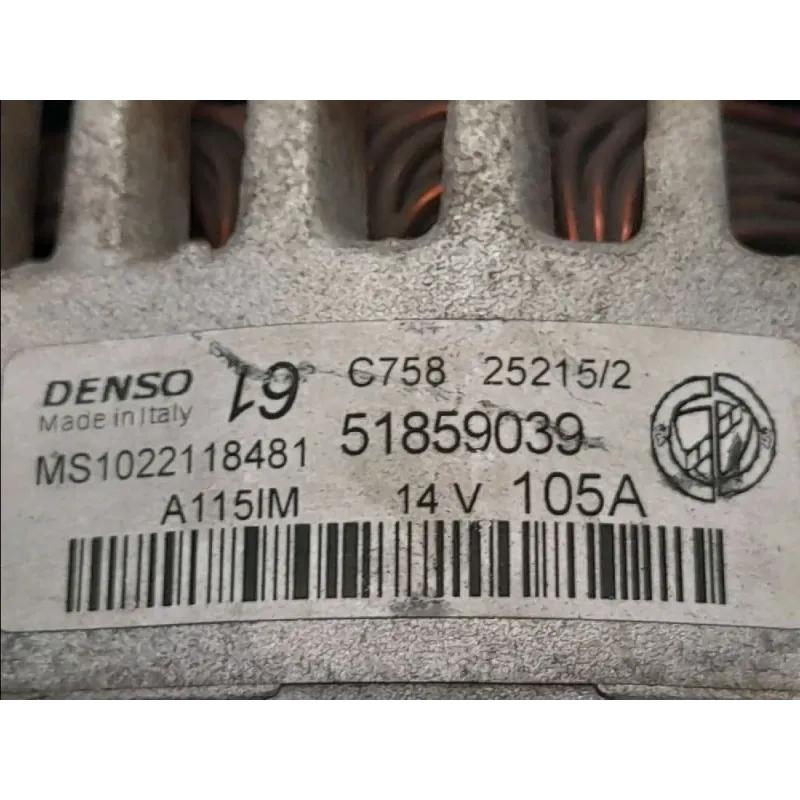 DENSO 19 C758 25215/2
Made in Italy 51859039
MS1022118481
A115IM 14 V 105A